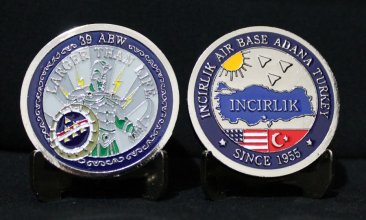 39 ABW
LARGER THAN LIFE
INCIRLIK AIR BASE ADANA TURKEY
INCIRLIK
SINCE 1955